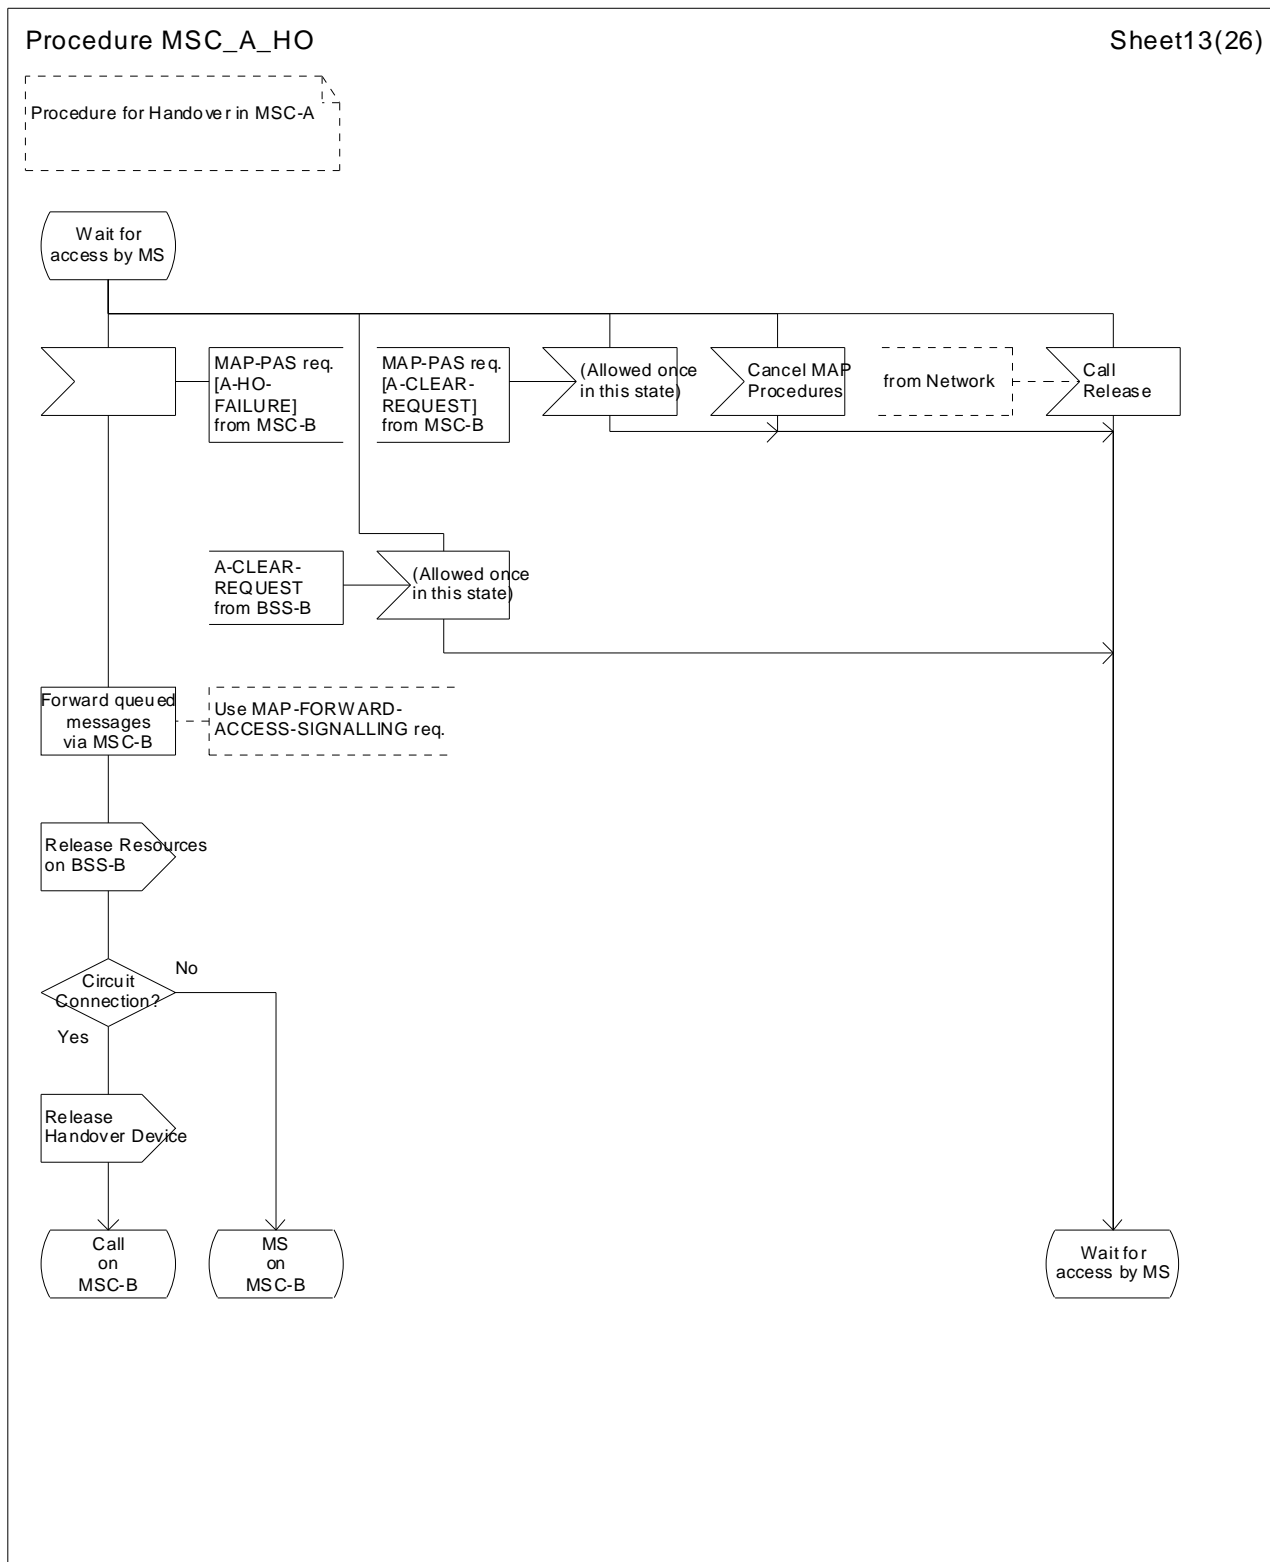 Procedure MSC_A_HO
Sheet13(26)
Procedure for Handover in MSC-A
Wait for
access by MS
MAP-PAS req.
[A-HO-
FAILURE]
from MSC-B
MAP-PAS req.
[A-CLEAR-
REQUEST]
from MSC-B
(Allowed once
in this state)
Cancel MAP
Procedures
from Network
Call
Release
A-CLEAR-
REQUEST
from BSS-B
(Allowed once
in this state)
Forward queued
messages
via MSC-B
Use MAP-FORWARD-
ACCESS-SIGNALLING req.
Release Resources
on BSS-B
Circuit
Connection?
No
Yes
Release
Handover Device
Call
on
MSC-B
MS
on
MSC-B
Wait for
access by MS